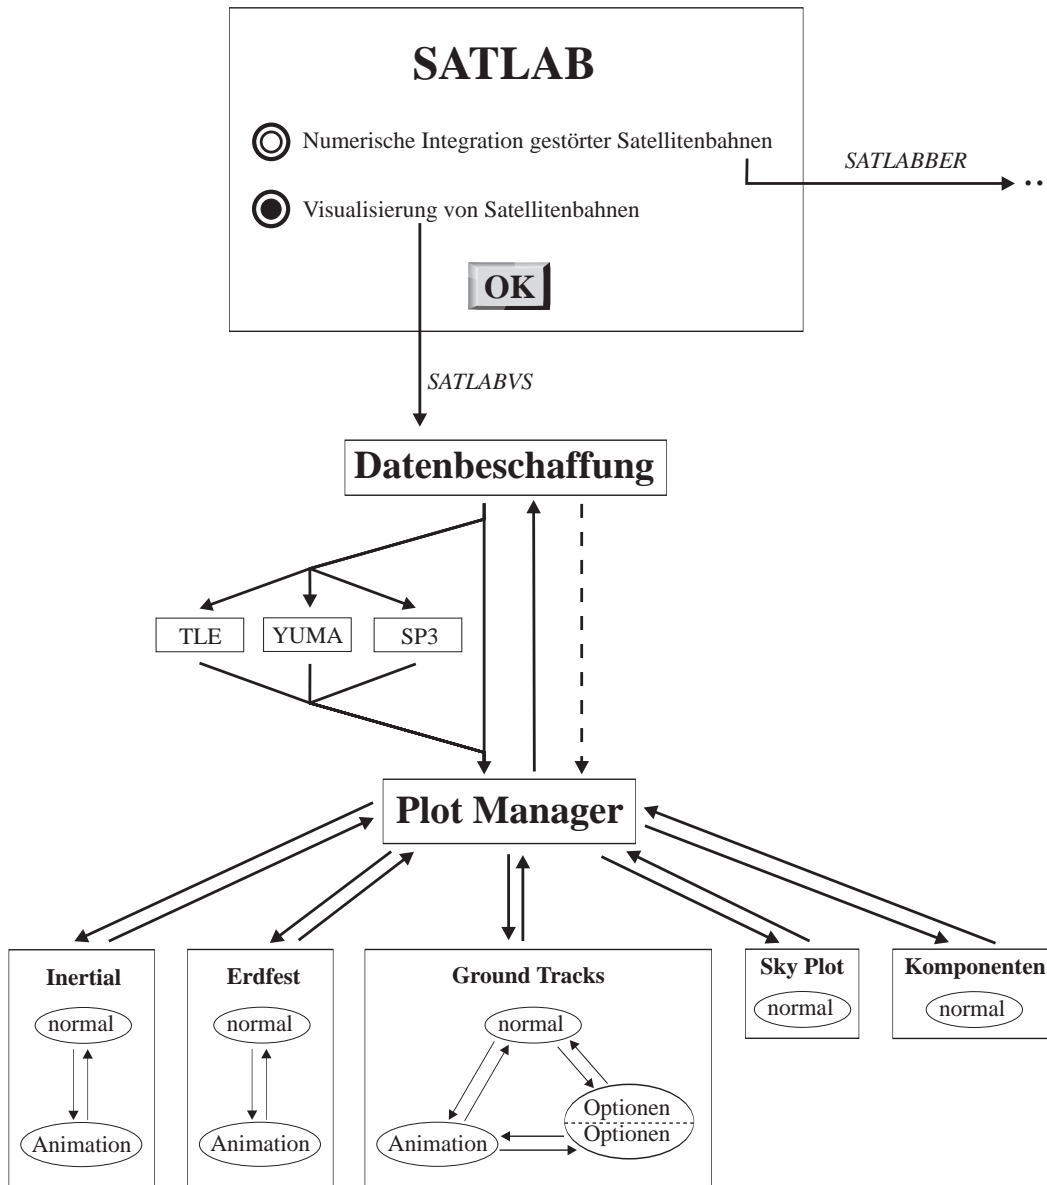 SATLAB
Numerische Integration gestörter Satellitenbahnen
SATLABBER
..
Visualisierung von Satellitenbahnen
OK
SATLABVS
Datenbeschaffung
TLE
YUMA
SP3
Plot Manager
Inertial
normal
Animation
Erdfest
normal
Animation
Ground Tracks
normal
Optionen
Optionen
Animation
Sky Plot
normal
Komponenten
normal